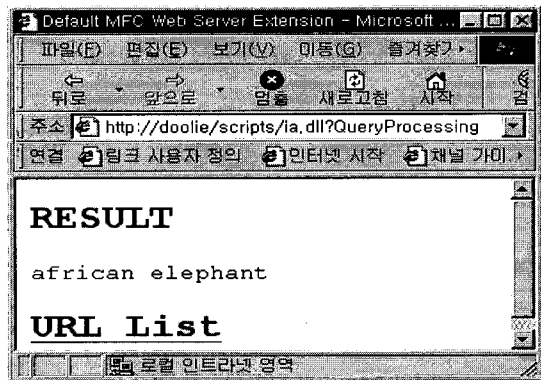 Default MFC Web Server Extension - Microsoft ...
파일(F) 편집(E) 보기(V) 이동(G) 즐겨찾기
뒤로 앞으로 멈춤 새로고침 시작 검
주소 http://doolie/scripts/ia.dll?QueryProcessing
연결 링크 사용자 정의 인터넷 시작 채널 가이
RESULT
african elephant
URL List
로컬 인트라넷 영역